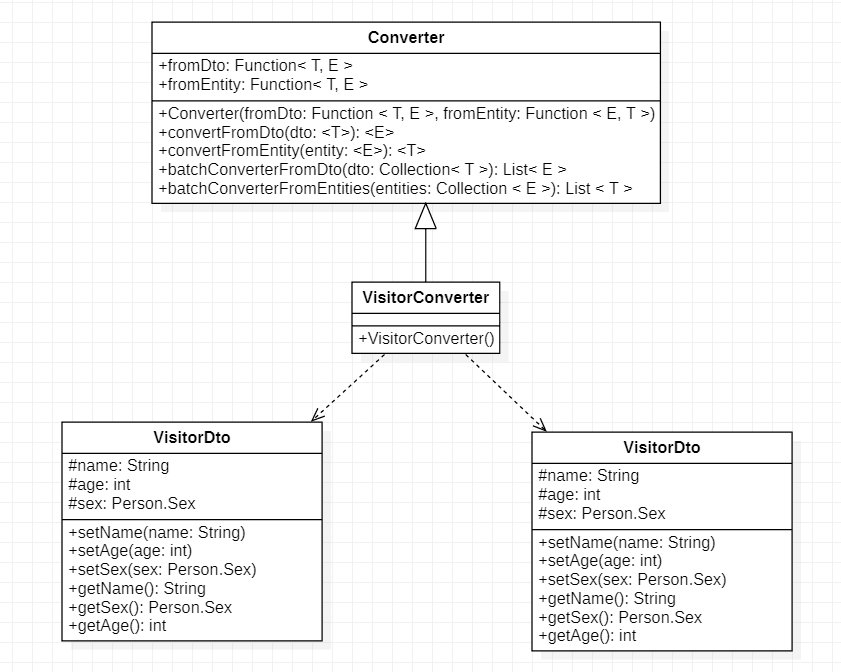 Converter
+fromDto: Function< T, E >
+fromEntity: Function< T, E >
+Converter(fromDto: Function < T, E >, fromEntity: Function < E, T >)
+convertFromDto(dto: <T>): <E>
+convertFromEntity(entity: <E>): <T>
+batchConverterFromDto(dto: Collection< T >): List< E >
+batchConverterFromEntities(entities: Collection < E >): List < T >
VisitorConverter
+VisitorConverter()
VisitorDto
#name: String
#age: int
#sex: Person.Sex
+setName(name: String)
+setAge(age: int)
+setSex(sex: Person.Sex)
+getName(): String
+getSex(): Person.Sex
+getAge(): int
VisitorDto
#name: String
#age: int
#sex: Person.Sex
+setName(name: String)
+setAge(age: int)
+setSex(sex: Person.Sex)
+getName(): String
+getSex(): Person.Sex
+getAge(): int